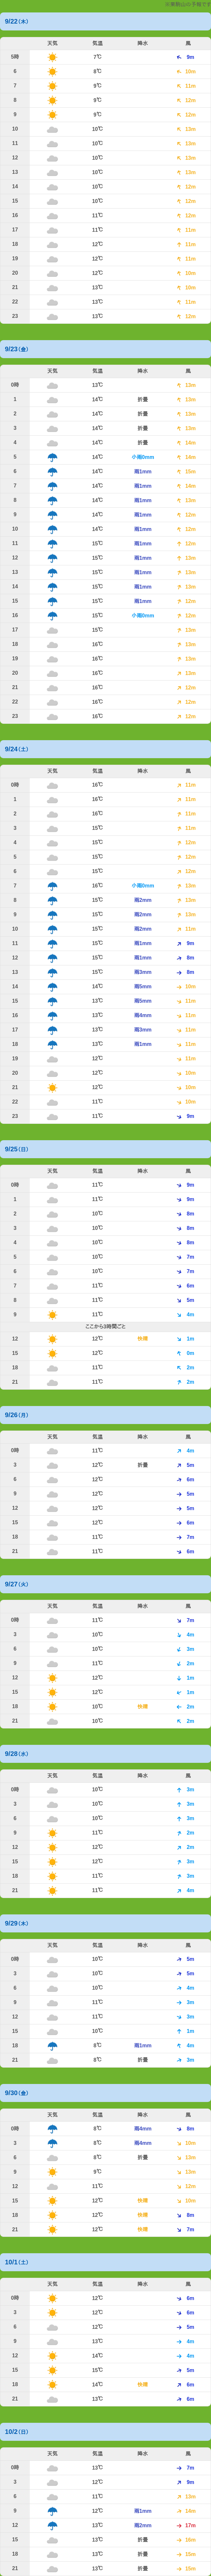 の予報です
9/22(木)
天気 気温 降水 風
5時 7℃ 9m
6 8℃ 10m
7 9℃ 11m
8 9℃ 12m
9 9℃ 12m
10 10℃ 13m
11 10℃ 13m
12 10℃ 13m
13 10℃ 13m
14 10℃ 12m
15 10℃ 12m
16 11℃ 12m
17 11℃ 11m
18 12℃ 11m
19 12℃ 11m
20 12℃ 10m
21 13℃ 10m
22 13℃ 11m
23 13℃ 12m
9/23(金)
天気 気温 降水 風
0時 13℃ 13m
1 14℃ 折畳 13m
2 14℃ 折畳 13m
3 14℃ 折畳 13m
4 14℃ 折畳 14m
5 14℃ 小雨0mm 14m
6 14℃ 雨1mm 15m
7 14℃ 雨1mm 14m
8 14℃ 雨1mm 13m
9 14℃ 雨1mm 12m
10 14℃ 雨1mm 12m
11 15℃ 雨1mm 12m
12 15℃ 雨1mm 13m
13 15℃ 雨1mm 13m
14 15℃ 雨1mm 13m
15 15℃ 雨1mm 12m
16 15℃ 小雨0mm 12m
17 15℃ 13m
18 16℃ 13m
19 16℃ 13m
20 16℃ 13m
21 16℃ 12m
22 16℃ 12m
23 16℃ 12m
9/24(土)
天気 気温 降水 風
0時 16℃ 11m
1 16℃ 11m
2 16℃ 11m
3 15℃ 11m
4 15℃ 12m
5 15℃ 12m
6 15℃ 12m
7 16℃ 小雨0mm 13m
8 15℃ 雨2mm 13m
9 15℃ 雨2mm 13m
10 15℃ 雨2mm 11m
11 15℃ 雨1mm 9m
12 15℃ 雨1mm 8m
13 15℃ 雨3mm 8m
14 14℃ 雨5mm 10m
15 13℃ 雨5mm 11m
16 13℃ 雨4mm 11m
17 13℃ 雨3mm 11m
18 13℃ 雨1mm 11m
19 12℃ 11m
20 12℃ 10m
21 12℃ 10m
22 11℃ 10m
23 11℃ 9m
9/25(日)
天気 気温 降水 風
0時 11℃ 9m
1 11℃ 9m
2 10℃ 8m
3 10℃ 8m
4 10℃ 8m
5 10℃ 7m
6 10℃ 7m
7 11℃ 6m
8 11℃ 5m
9 11℃ 4m
ここから3時間ごと
12 12℃ 快晴 1m
15 12℃ 0m
18 11℃ 2m
21 11℃ 2m
9/26(月)
天気 気温 降水 風
0時 11℃ 4m
3 12℃ 折畳 5m
6 12℃ 6m
9 12℃ 5m
12 12℃ 5m
15 12℃ 6m
18 11℃ 7m
21 11℃ 6m
9/27(火)
天気 気温 降水 風
0時 11℃ 7m
3 10℃ 4m
6 10℃ 3m
9 11℃ 2m
12 12℃ 1m
15 12℃ 1m
18 10℃ 快晴 2m
21 10℃ 2m
9/28(水)
天気 気温 降水 風
0時 10℃ 3m
3 10℃ 3m
6 10℃ 3m
9 11℃ 2m
12 12℃ 2m
15 12℃ 3m
18 11℃ 3m
21 11℃ 4m
9/29(木)
天気 気温 降水 風
0時 10℃ 5m
3 10℃ 5m
6 10℃ 4m
9 11℃ 3m
12 11℃ 3m
15 10℃ 1m
18 8℃ 雨1mm 4m
21 8℃ 折畳 3m
9/30(金)
天気 気温 降水 風
0時 8℃ 雨4mm 8m
3 8℃ 雨4mm 10m
6 8℃ 折畳 13m
9 9℃ 13m
12 11℃ 12m
15 12℃ 快晴 10m
18 12℃ 快晴 8m
21 12℃ 快晴 7m
10/1(土)
天気 気温 降水 風
0時 12℃ 6m
3 12℃ 6m
6 12℃ 5m
9 13℃ 4m
12 14℃ 4m
15 15℃ 5m
18 14℃ 快晴 6m
21 13℃ 6m
10/2(日)
天気 気温 降水 風
0時 13℃ 7m
3 12℃ 9m
6 11℃ 12m
9 12℃ 雨1mm 14m
12 13℃ 雨2mm 17m
15 13℃ 折畳 16m
18 13℃ 折畳 15m
21 13℃ 折畳 15m